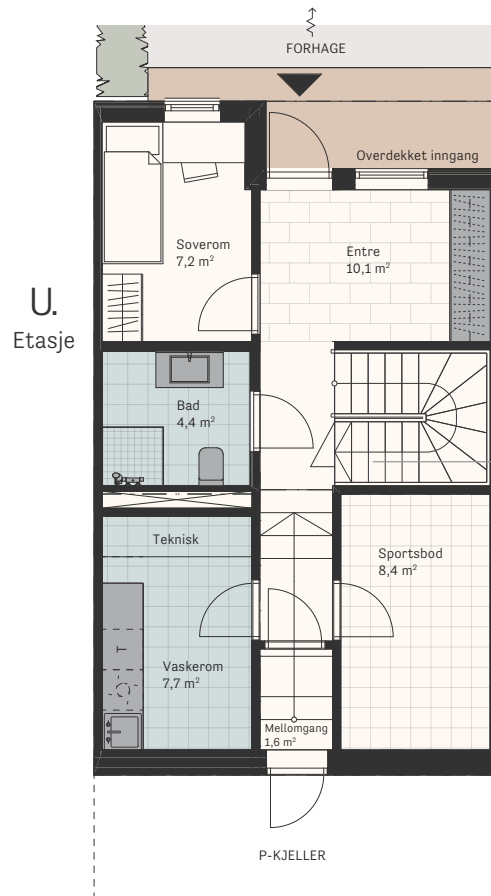 FORHAGE
Overdekket inngang
Soverom
7,2 m²
Entre
10,1 m²
U.
Etasje
Bad
4,4 m²
Teknisk
Sportsbod
8,4 m²
T
Vaskerom
7,7 m²
Mellomgang
1,6 m²
P-KJELLER